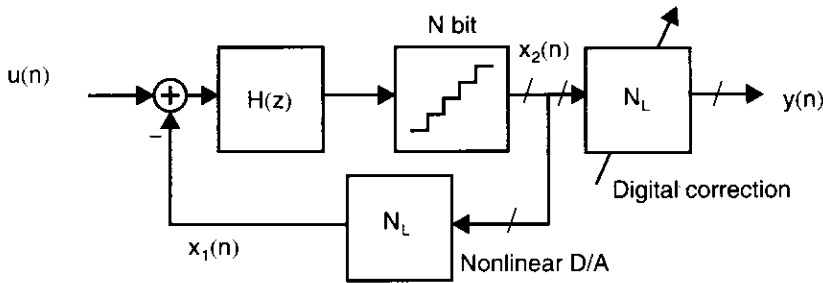 N bit
u(n)
x₂(n)
+
H(z)
N_L
y(n)
−
Digital correction
N_L
x₁(n)
Nonlinear D/A